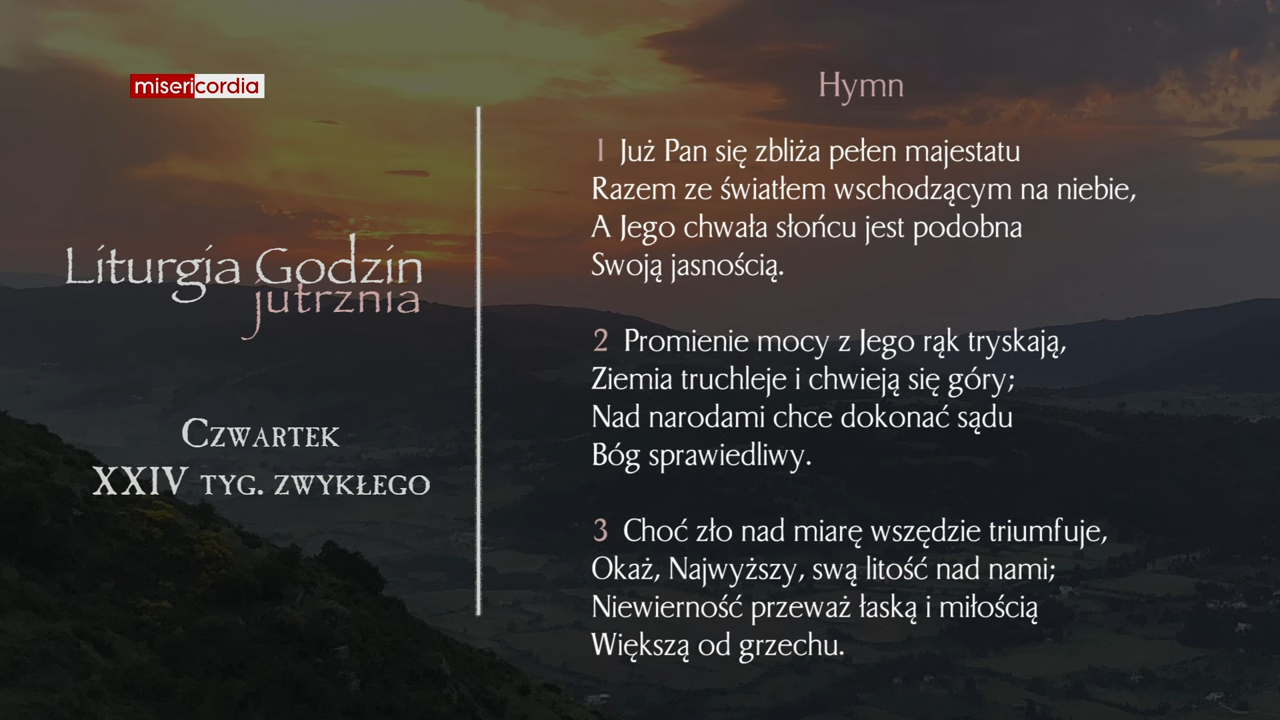 misericordia
Liturgia Godzin
jutrznia
Czwartek
XXIV tyg. zwykłego
Hymn
1 Już Pan się zbliża pełen majestatu
Razem ze światłem wschodzącym na niebie,
A Jego chwała słońcu jest podobna
Swoją jasnością.
2 Promienie mocy z Jego rąk tryskają,
Ziemia truchleje i chwieją się góry;
Nad narodami chce dokonać sądu
Bóg sprawiedliwy.
3 Choć zło nad miarę wszędzie triumfuje,
Okaż, Najwyższy, swą litość nad nami;
Niewierność przeważ łaską i miłością
Większą od grzechu.